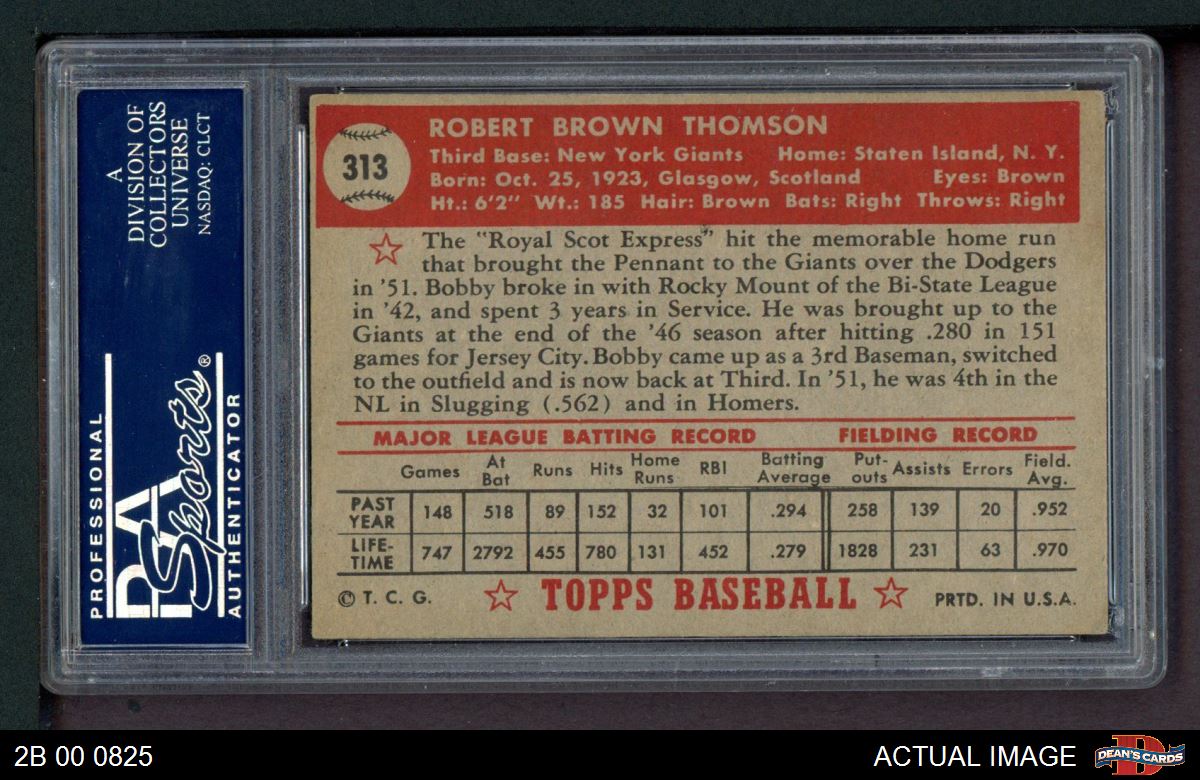 A
DIVISION OF
COLLECTORS
UNIVERSE
NASDAQ: CLCT
PROFESSIONAL
PSA
Sports®
AUTHENTICATOR
313
ROBERT BROWN THOMSON
Third Base: New York Giants Home: Staten Island, N. Y.
Born: Oct. 25, 1923, Glasgow, Scotland Eyes: Brown
Ht.: 6'2" Wt.: 185 Hair: Brown Bats: Right Throws: Right
The "Royal Scot Express" hit the memorable home run
that brought the Pennant to the Giants over the Dodgers
in '51. Bobby broke in with Rocky Mount of the Bi-State League
in '42, and spent 3 years in Service. He was brought up to the
Giants at the end of the '46 season after hitting .280 in 151
games for Jersey City. Bobby came up as a 3rd Baseman, switched
to the outfield and is now back at Third. In '51, he was 4th in the
NL in Slugging (.562) and in Homers.
MAJOR LEAGUE BATTING RECORD FIELDING RECORD
Games At Bat Runs Hits Home Runs RBI Batting Average Put-outs Assists Errors Field. Avg.
PAST YEAR 148 518 89 152 32 101 .294 258 139 20 .952
LIFE-TIME 747 2792 455 780 131 452 .279 1828 231 63 .970
© T. C. G. TOPPS BASEBALL PRTD. IN U.S.A.
2B 00 0825 ACTUAL IMAGE DEAN'S CARDS